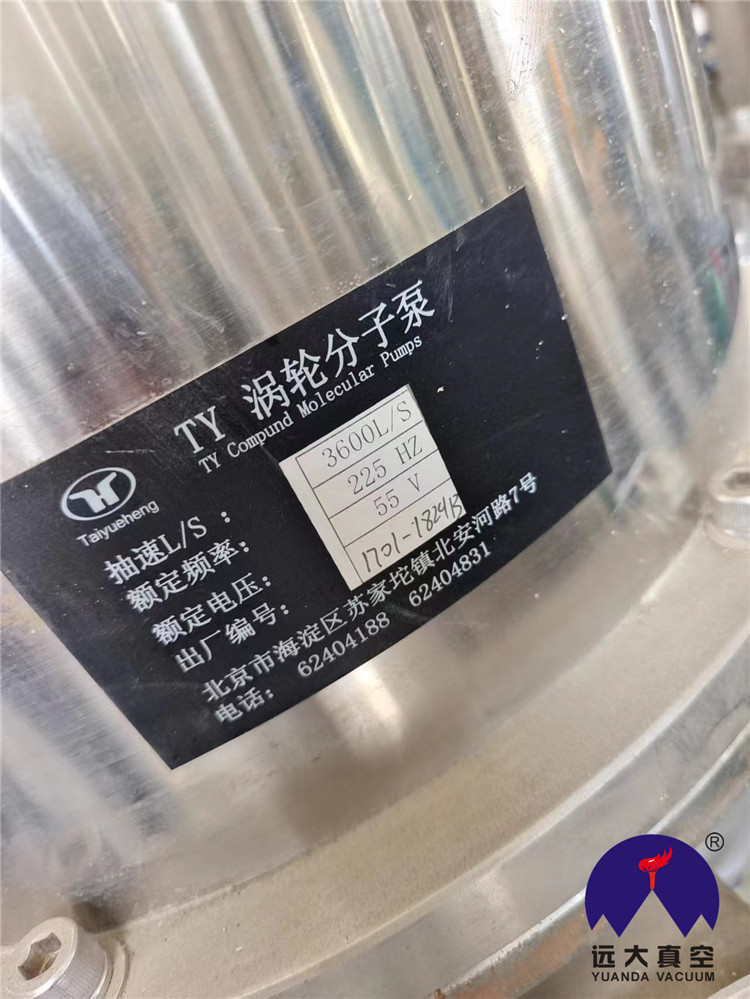 TY 涡轮分子泵
TY Compund Molecular Pumps
Taiyueheng
抽速L/S： 3600L/S
额定频率： 225 HZ
额定电压： 55 V
出厂编号： 1701-1829B
北京市海淀区苏家坨镇北安河路7号
电话： 62404188 62404831
®
远大真空
YUANDA VACUUM